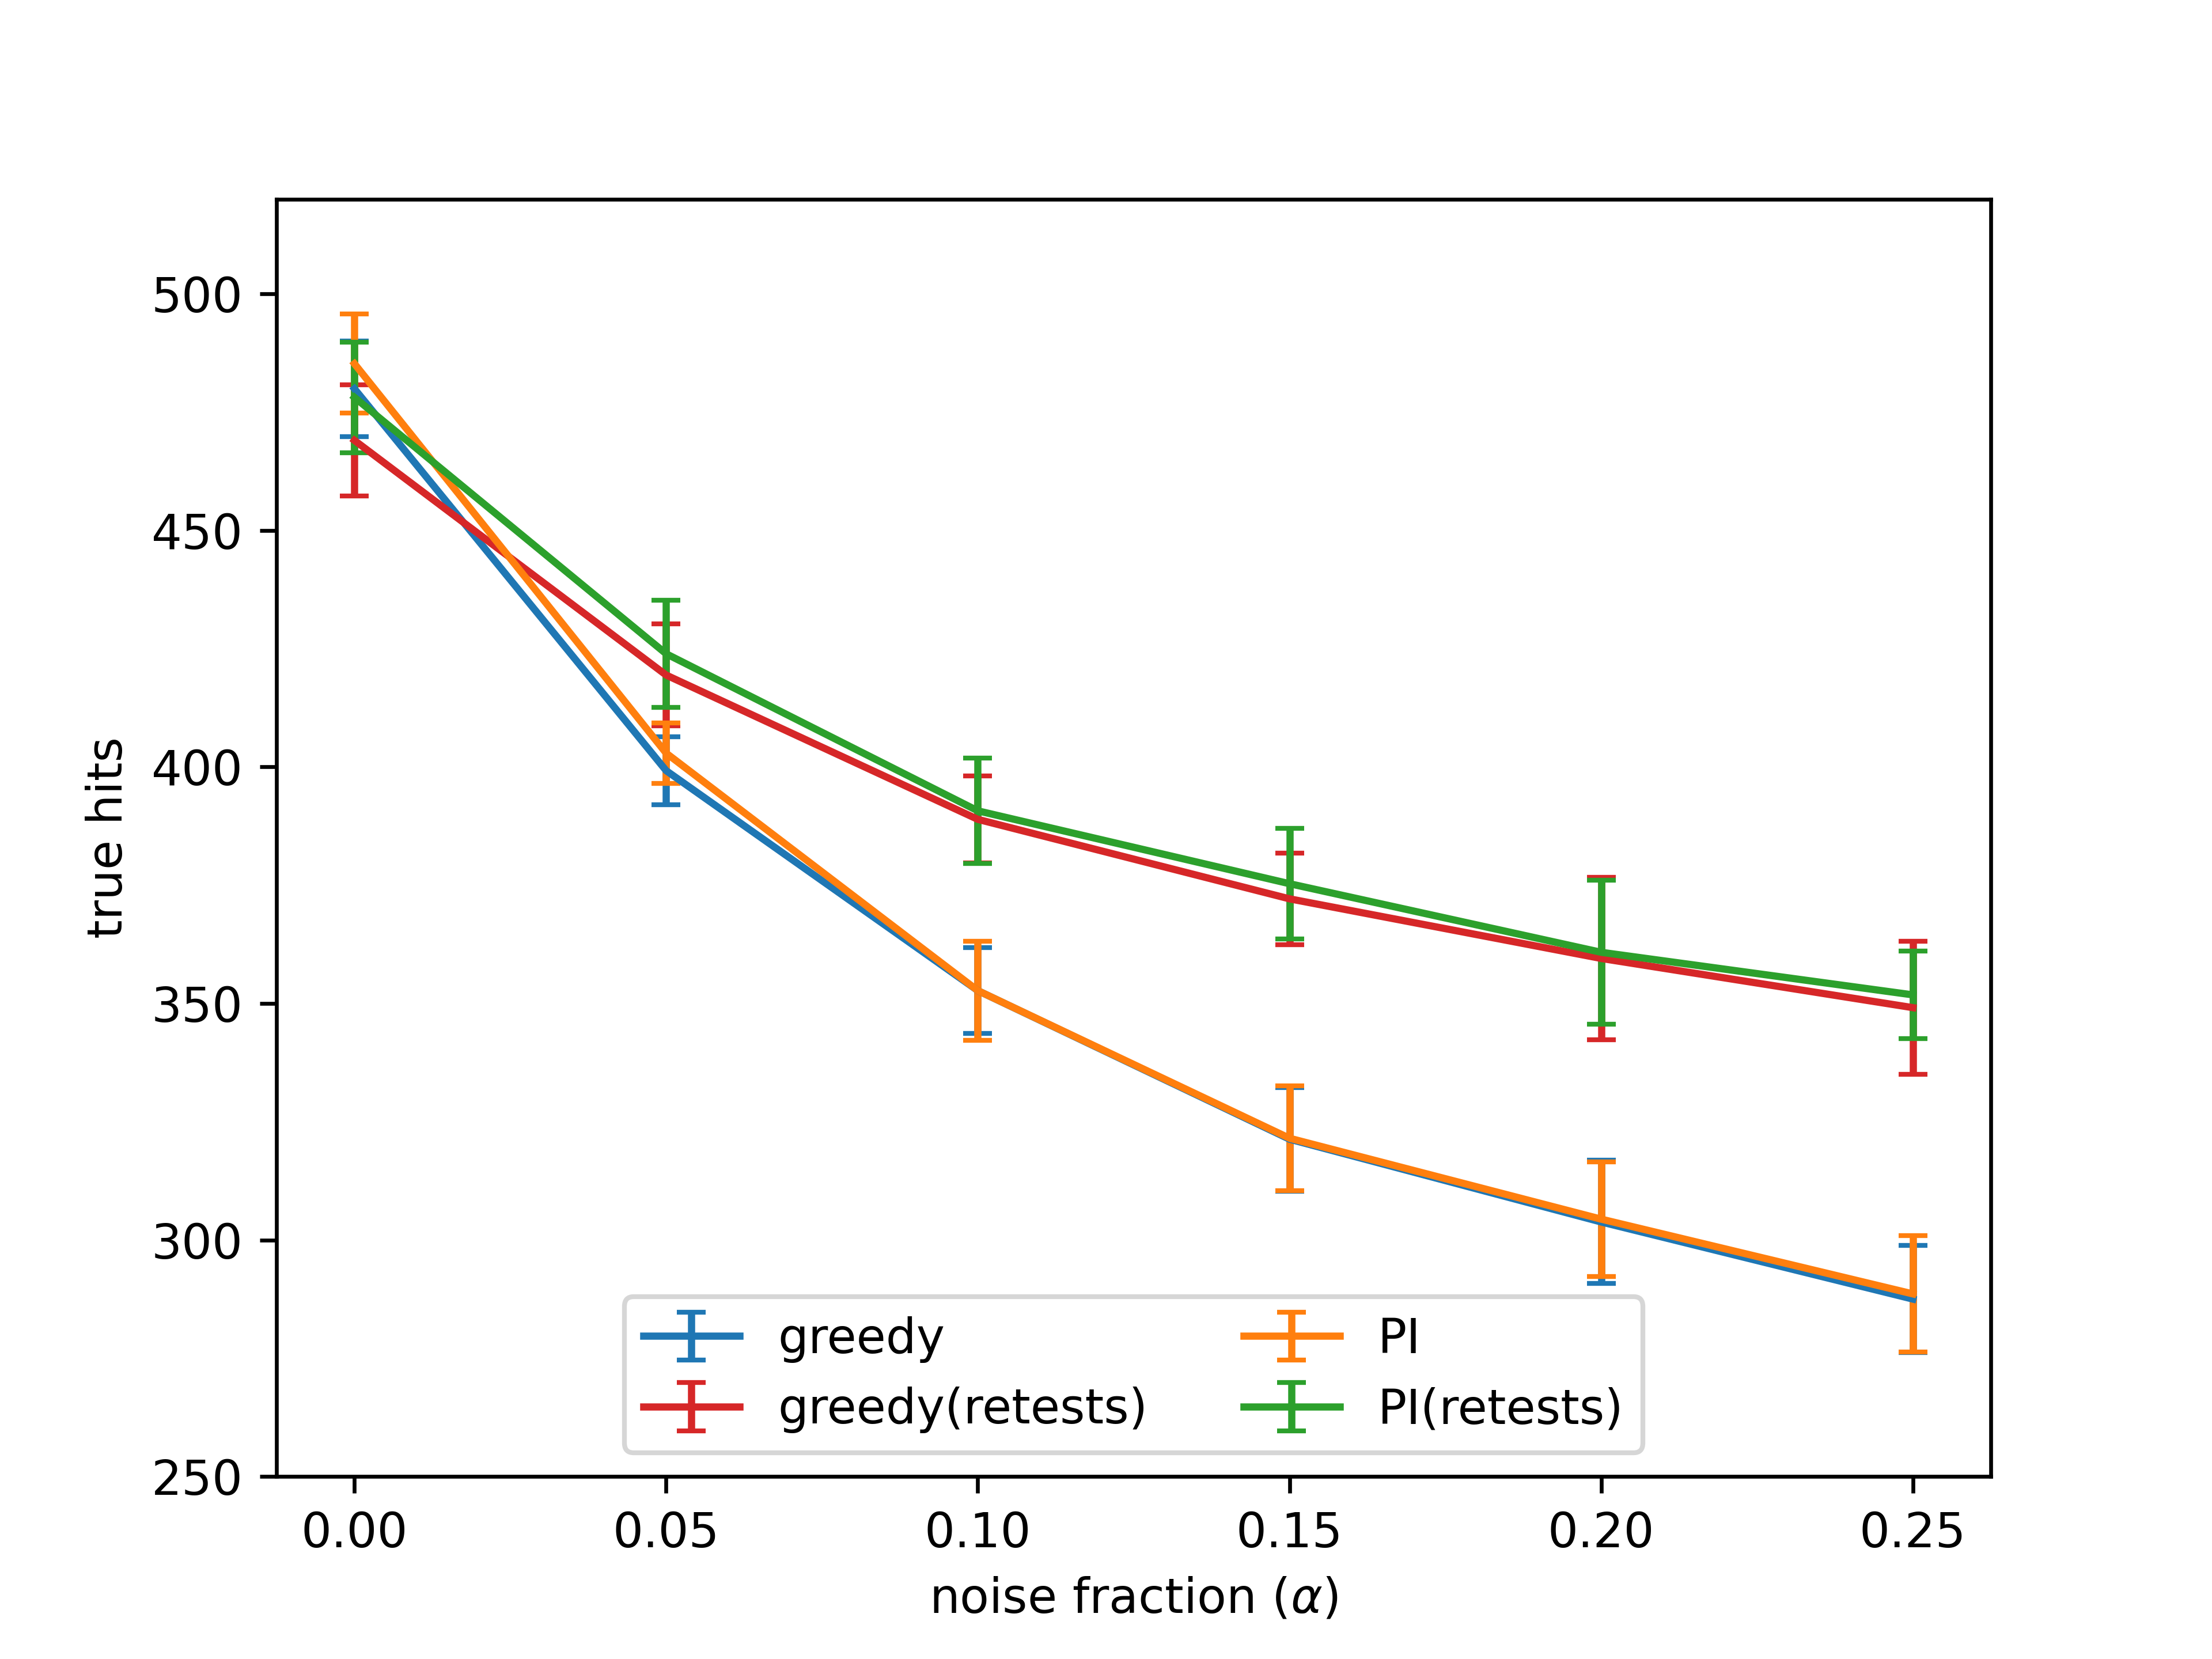 500
450
400
350
300
250
true hits
greedy PI
greedy(retests) PI(retests)
0.00 0.05 0.10 0.15 0.20 0.25
noise fraction (α)